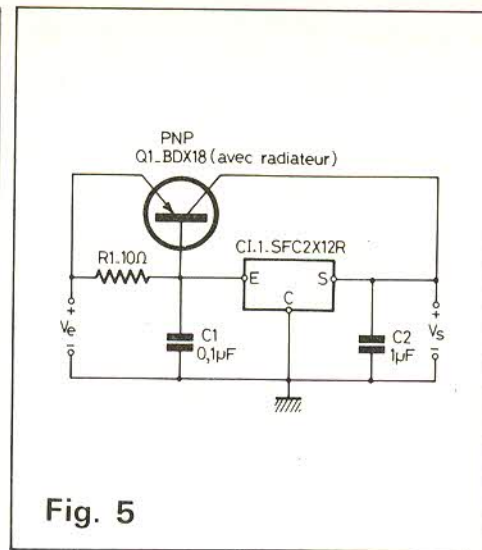 PNP
Q1_BDX18 (avec radiateur)
R1_10Ω
CI.1_SFC2X12R
E
S
C
+
Ve
-
C1
0,1µF
C2
1µF
+
Vs
-
Fig. 5